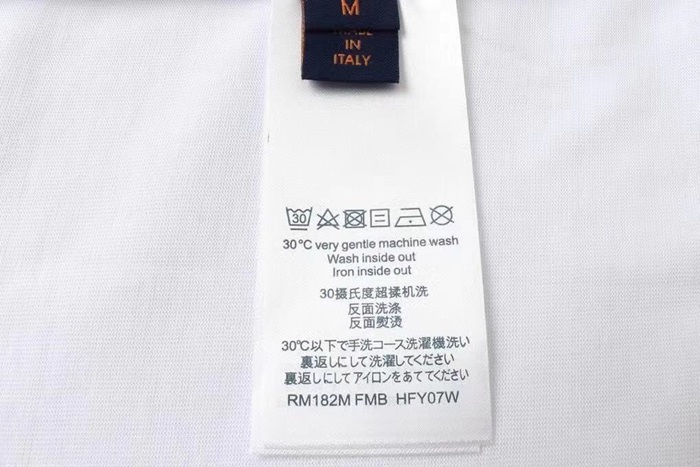 M
MADE
IN
ITALY
30
30°C very gentle machine wash
Wash inside out
Iron inside out
30摄氏度超揉机洗
反面洗涤
反面熨烫
30℃以下で手洗コース洗濯機洗い
裏返しにして洗濯してください
裏返しにしてアイロンをあててください
RM182M FMB HFY07W